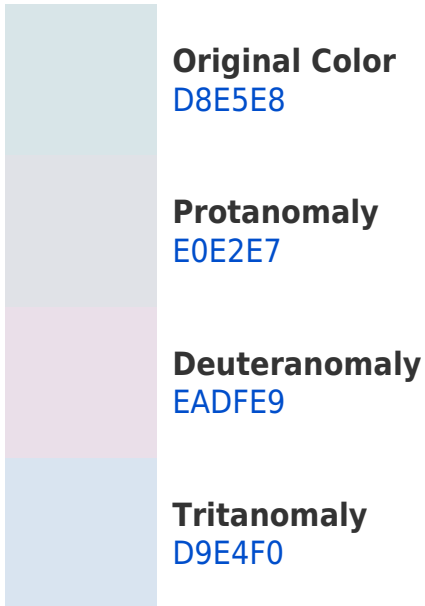 Original Color
D8E5E8
Protanomaly
E0E2E7
Deuteranomaly
EADFE9
Tritanomaly
D9E4F0